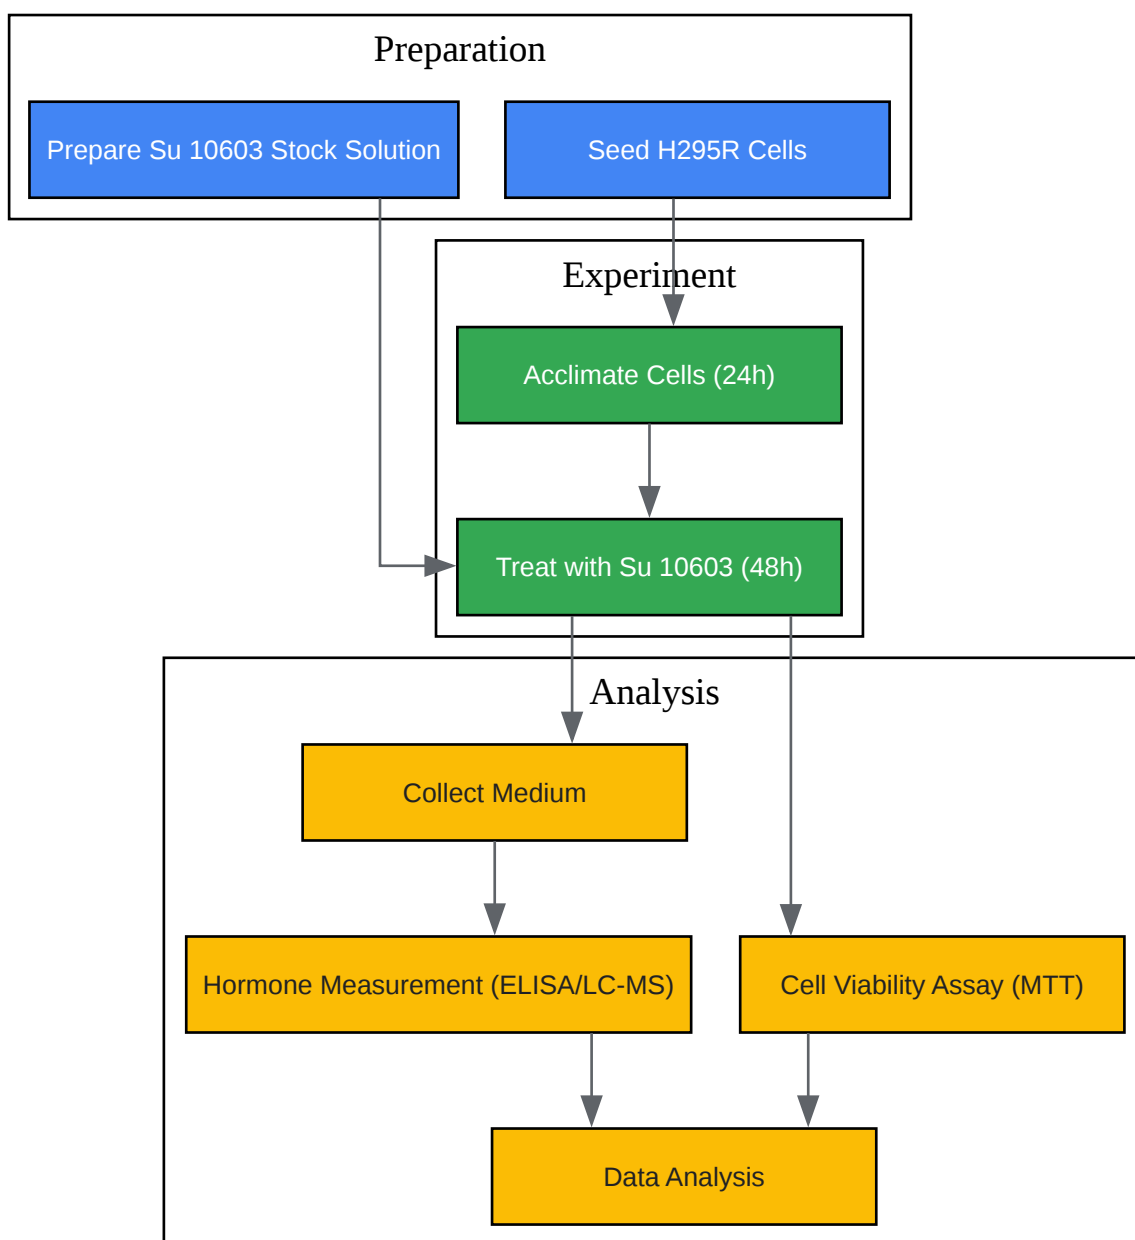 Preparation
Prepare Su 10603 Stock Solution
Seed H295R Cells
Experiment
Acclimate Cells (24h)
Treat with Su 10603 (48h)
Analysis
Collect Medium
Hormone Measurement (ELISA/LC-MS)
Cell Viability Assay (MTT)
Data Analysis